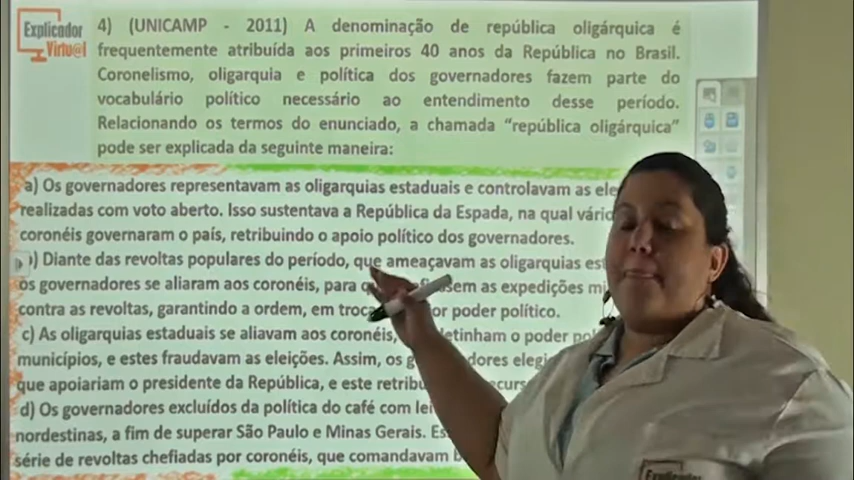 Explicador
Virtu@l
4) (UNICAMP - 2011) A denominação de república oligárquica é
frequentemente atribuída aos primeiros 40 anos da República no Brasil.
Coronelismo, oligarquia e política dos governadores fazem parte do
vocabulário político necessário ao entendimento desse período.
Relacionando os termos do enunciado, a chamada "república oligárquica"
pode ser explicada da seguinte maneira:
a) Os governadores representavam as oligarquias estaduais e controlavam as
realizadas com voto aberto. Isso sustentava a República da Espada, na qual
coronéis governaram o país, retribuindo o apoio político dos governadores.
) Diante das revoltas populares do período, que ameaçavam as oligarquias
os governadores se aliaram aos coronéis, para as expedições
contra as revoltas, garantindo a ordem, em poder político.
c) As oligarquias estaduais se aliavam aos coronéis, detinham o poder
municípios, e estes fraudavam as eleições. Assim,
que apoiariam o presidente da República, e este
d) Os governadores excluídos da política do café com
nordestinas, a fim de superar São Paulo e Minas Gerais.
série de revoltas chefiadas pelos coronéis, que comandavam
Explicador